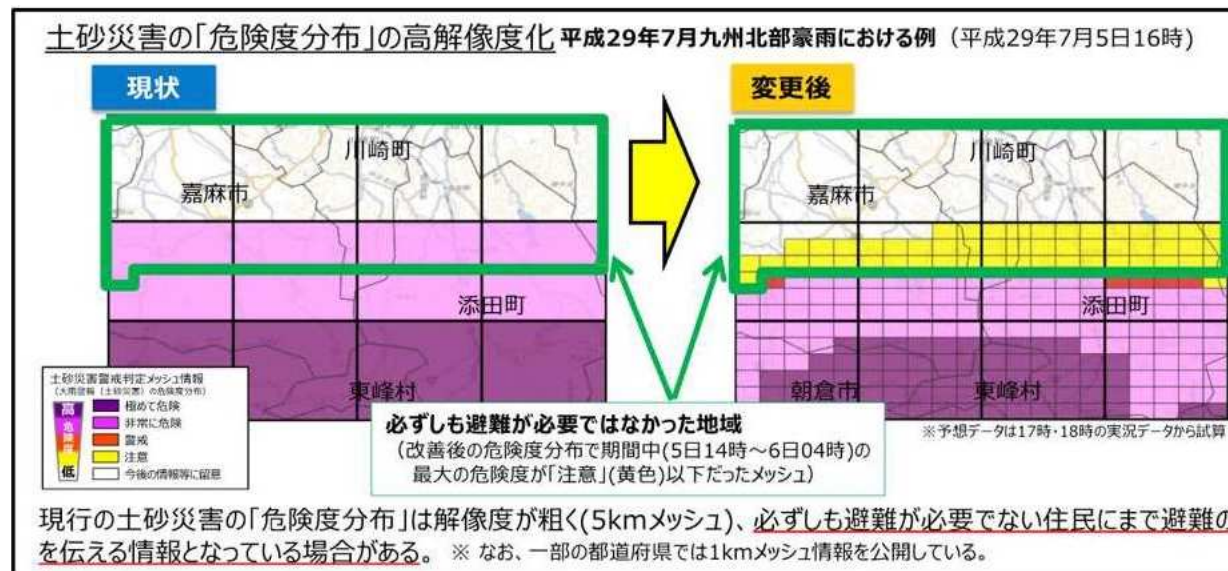 土砂災害の「危険度分布」の高解像度化 平成29年7月九州北部豪雨における例（平成29年7月5日16時）
現状
変更後
川崎町
嘉麻市
添田町
東峰村
川崎町
嘉麻市
添田町
朝倉市
東峰村
土砂災害警戒判定メッシュ情報
（大雨警報（土砂災害）の危険度分布）
高
危険度
低
極めて危険
非常に危険
警戒
注意
今後の情報等に留意
必ずしも避難が必要ではなかった地域
（改善後の危険度分布で期間中(5日14時～6日04時)の
最大の危険度が「注意」(黄色)以下だったメッシュ）
※予想データは17時・18時の実況データから試算
現行の土砂災害の「危険度分布」は解像度が粗く(5kmメッシュ)、必ずしも避難が必要でない住民にまで避難の
を伝える情報となっている場合がある。 ※ なお、一部の都道府県では1kmメッシュ情報を公開している。